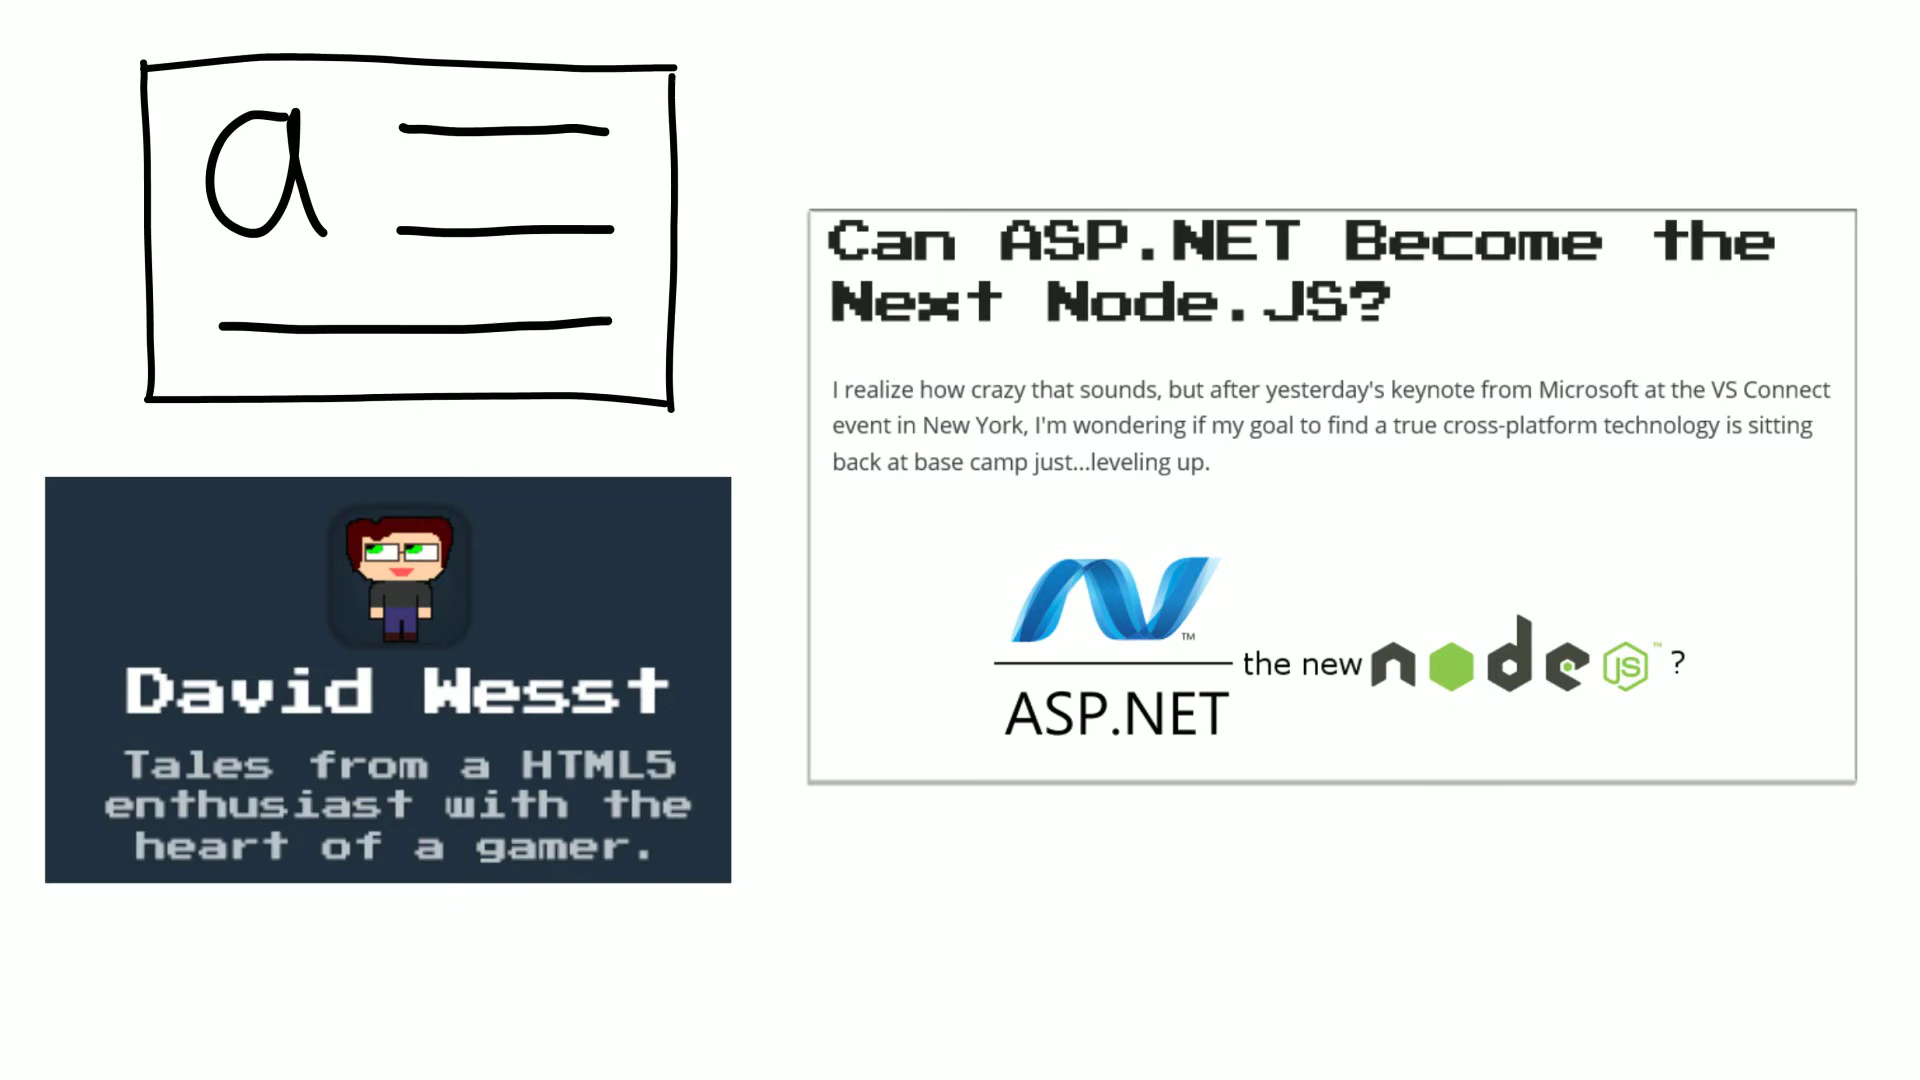 a
David Wesst
Tales from a HTML5
enthusiast with the
heart of a gamer.
Can ASP.NET Become the
Next Node.JS?
I realize how crazy that sounds, but after yesterday's keynote from Microsoft at the VS Connect
event in New York, I'm wondering if my goal to find a true cross-platform technology is sitting
back at base camp just...leveling up.
™
ASP.NET
the new node JS ™ ?